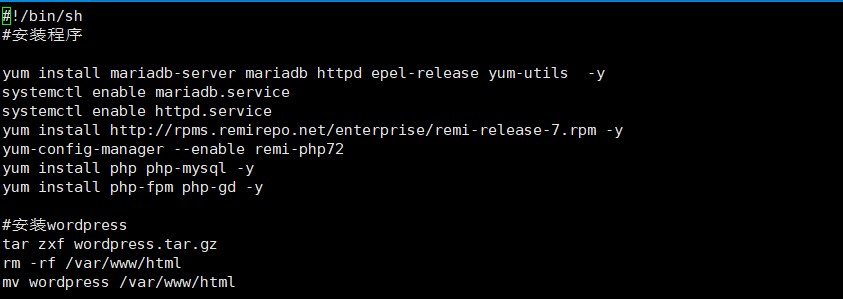 #!/bin/sh
#安装程序
yum install mariadb-server mariadb httpd epel-release yum-utils  -y
systemctl enable mariadb.service
systemctl enable httpd.service
yum install http://rpms.remirepo.net/enterprise/remi-release-7.rpm -y
yum-config-manager --enable remi-php72
yum install php php-mysql -y
yum install php-fpm php-gd -y
#安装wordpress
tar zxf wordpress.tar.gz
rm -rf /var/www/html
mv wordpress /var/www/html